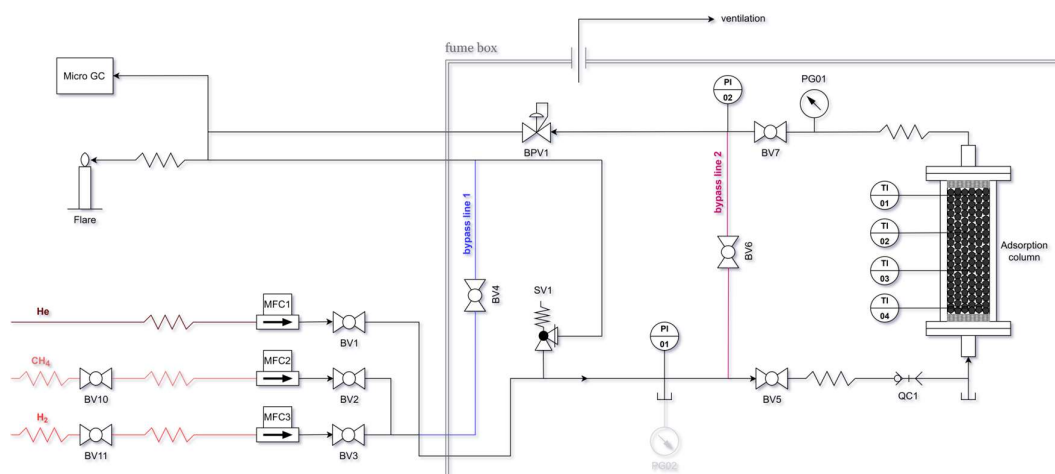 ventilation
fume box
Micro GC
PI
02
PG01
BPV1
BV7
bypass line 1
bypass line 2
Flare
TI
01
TI
02
TI
03
TI
04
Adsorption
column
BV6
BV4
SV1
He
MFC1
BV1
PI
01
CH4
BV10
MFC2
BV2
BV5
QC1
H2
BV11
MFC3
BV3
PG02